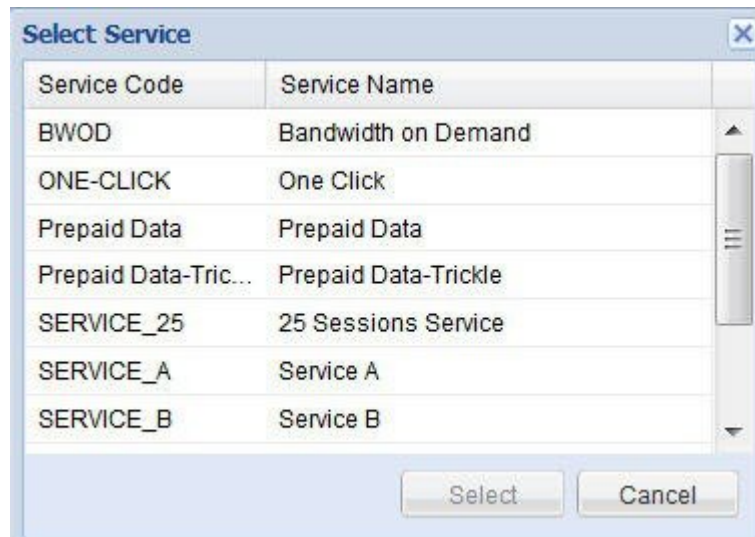 Select Service
Service Code Service Name
BWOD Bandwidth on Demand
ONE-CLICK One Click
Prepaid Data Prepaid Data
Prepaid Data-Tric... Prepaid Data-Trickle
SERVICE_25 25 Sessions Service
SERVICE_A Service A
SERVICE_B Service B
Select Cancel